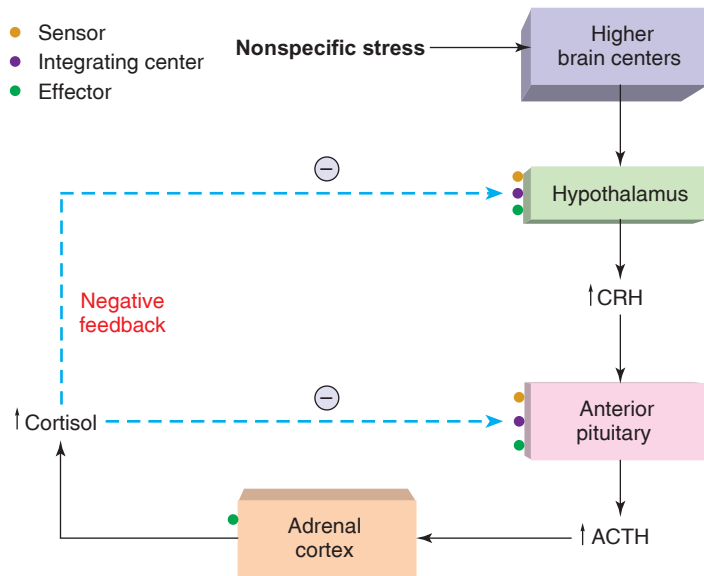 Sensor
Integrating center
Effector
Nonspecific stress
Higher
brain centers
−
Hypothalamus
↑CRH
Negative
feedback
−
↑Cortisol
Anterior
pituitary
Adrenal
cortex
↑ACTH